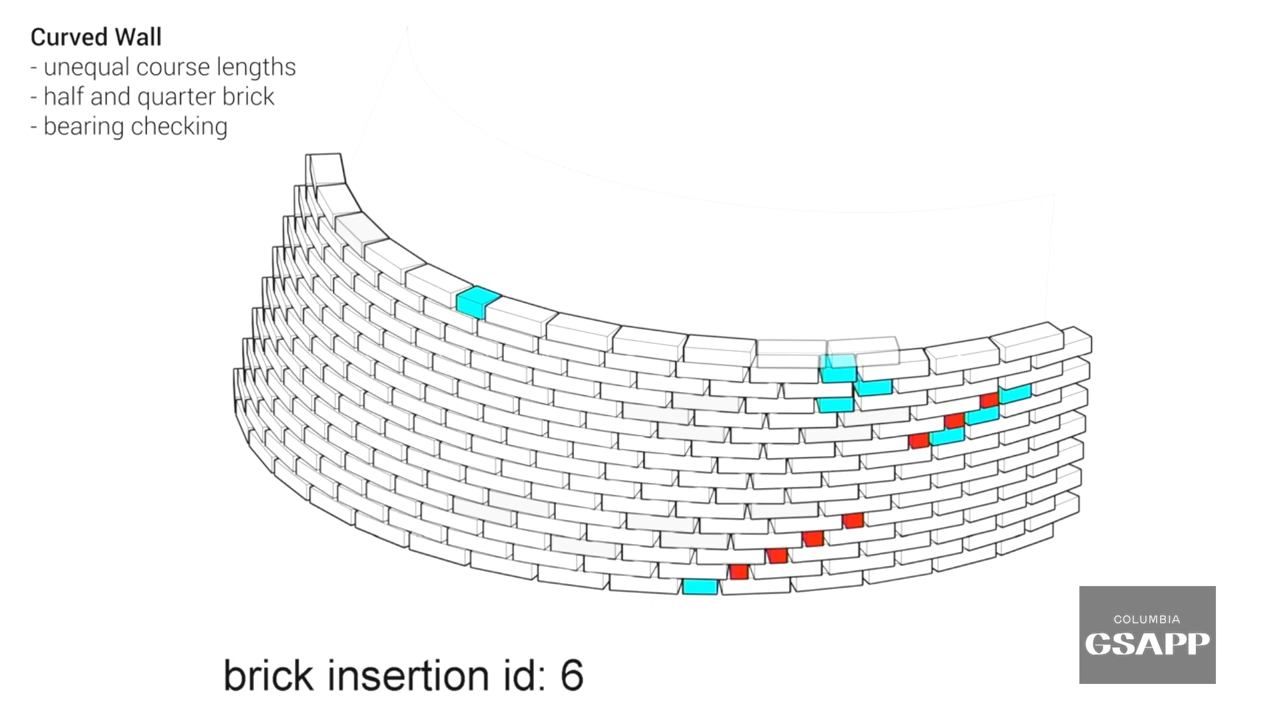 Curved Wall
- unequal course lengths
- half and quarter brick
- bearing checking
COLUMBIA
GSAPP
brick insertion id: 6